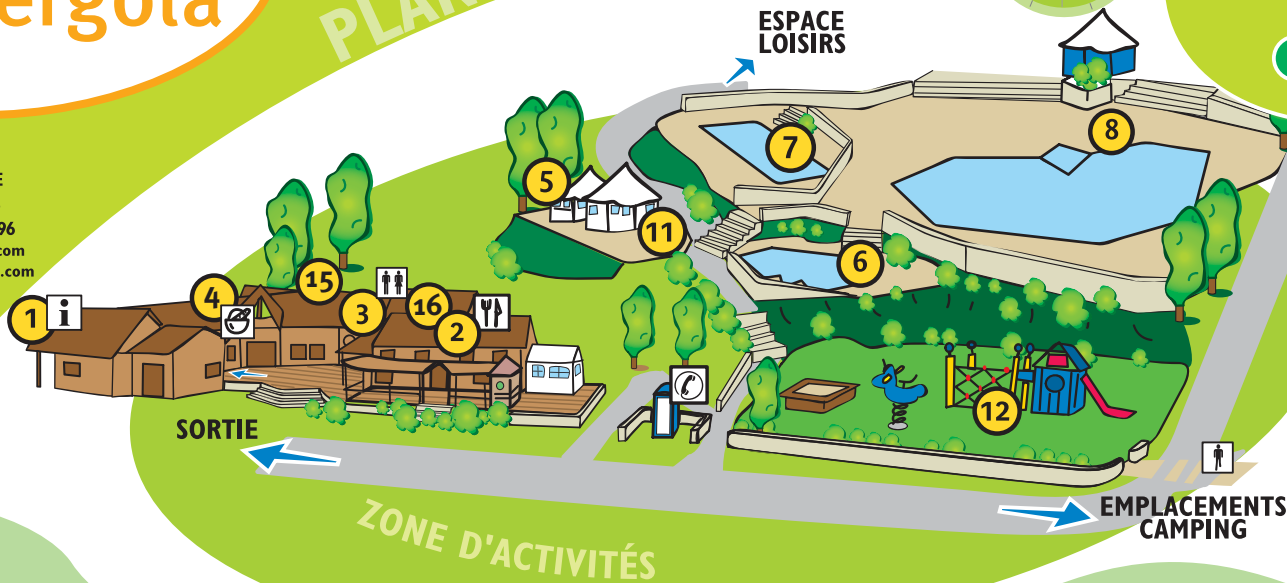 ergola
PLAN
ESPACE
LOISIRS
E
96
com
.com
1
i
4
15
3
16
2
5
11
7
8
6
12
SORTIE
EMPLACEMENTS
CAMPING
ZONE D'ACTIVITÉS